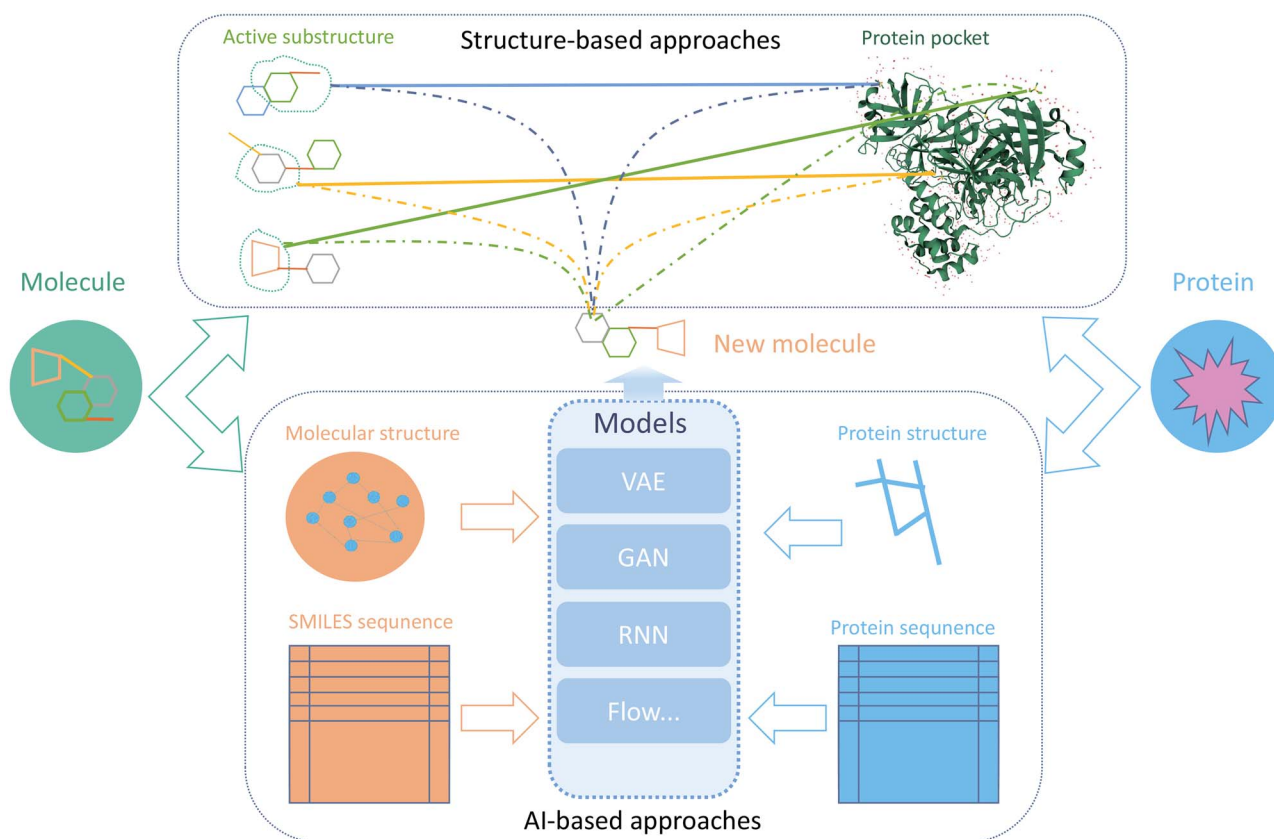 Active substructure
Structure-based approaches
Protein pocket
Molecule
Protein
New molecule
Models
Molecular structure
Protein structure
VAE
GAN
SMILES sequnence
RNN
Protein sequnence
Flow...
AI-based approaches